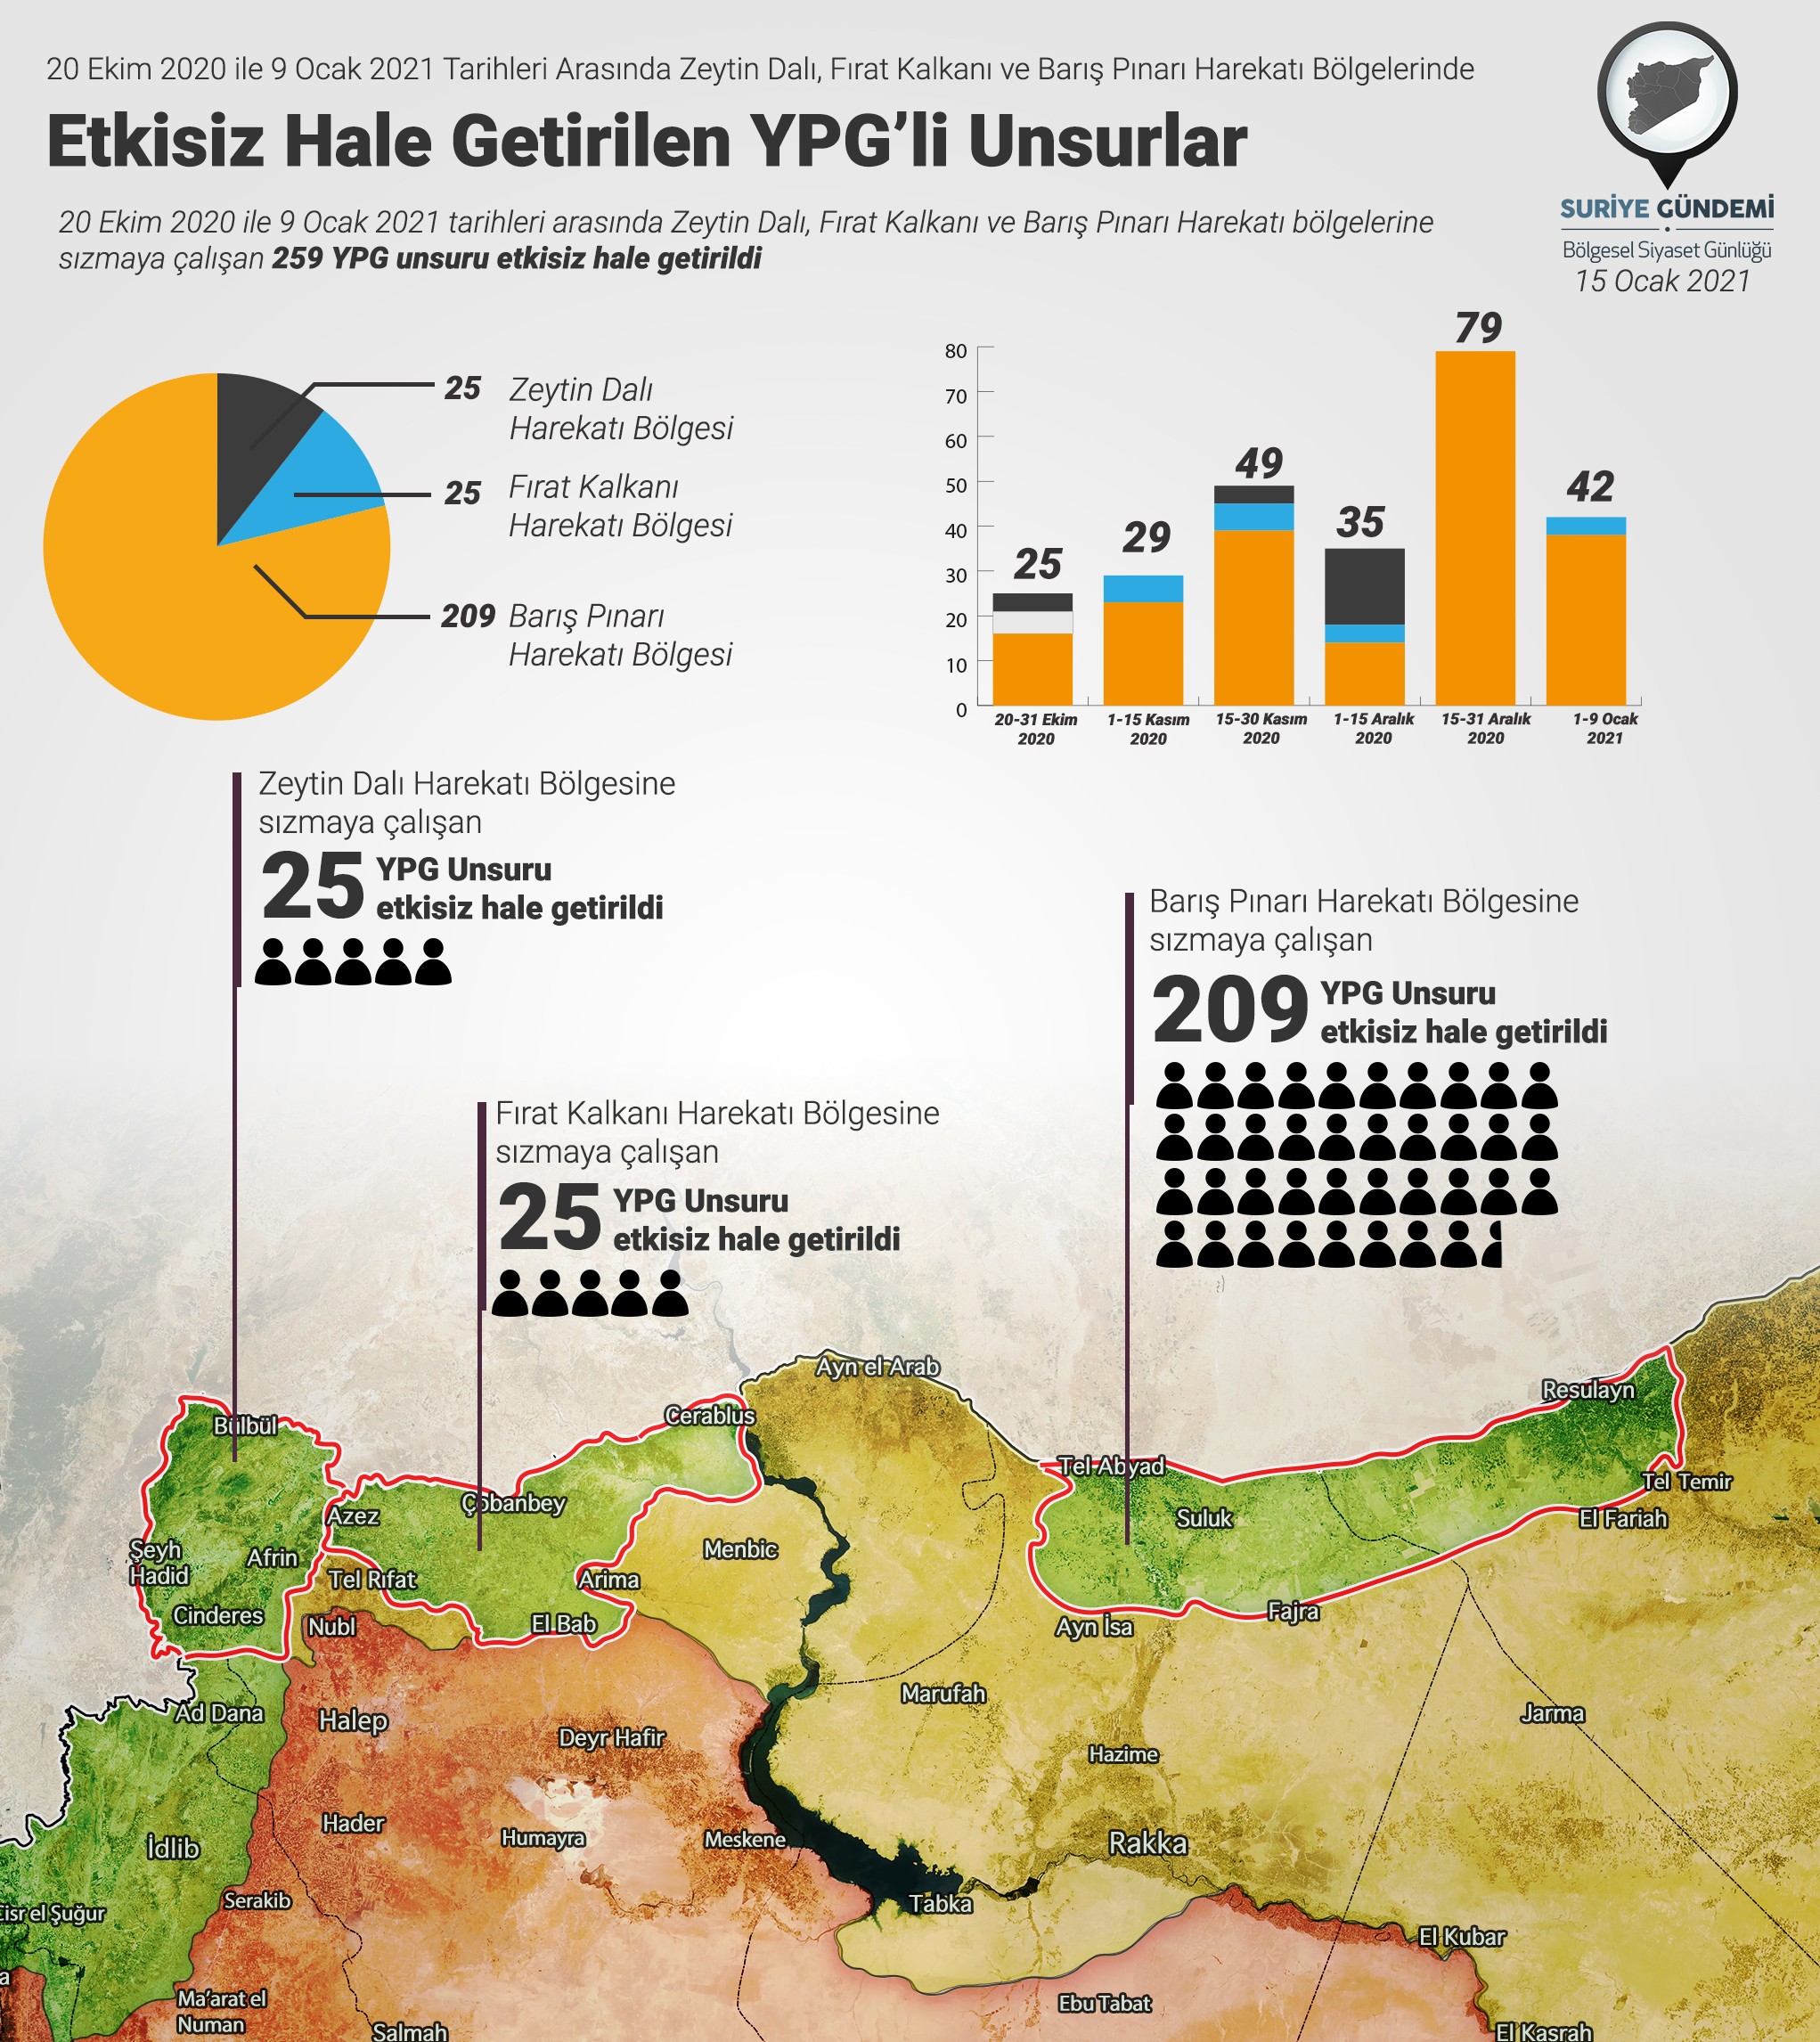 20 Ekim 2020 ile 9 Ocak 2021 Tarihleri Arasında Zeytin Dalı, Fırat Kalkanı ve Barış Pınarı Harekatı Bölgelerinde
Etkisiz Hale Getirilen YPG’li Unsurlar
20 Ekim 2020 ile 9 Ocak 2021 tarihleri arasında Zeytin Dalı, Fırat Kalkanı ve Barış Pınarı Harekatı bölgelerine
sızmaya çalışan 259 YPG unsuru etkisiz hale getirildi
SURİYE GÜNDEMİ
Bölgesel Siyaset Günlüğü
15 Ocak 2021
25 Zeytin Dalı
Harekatı Bölgesi
25 Fırat Kalkanı
Harekatı Bölgesi
209 Barış Pınarı
Harekatı Bölgesi
80
70
60
50
40
30
20
10
0
25
29
49
35
79
42
20-31 Ekim
2020
1-15 Kasım
2020
15-30 Kasım
2020
1-15 Aralık
2020
15-31 Aralık
2020
1-9 Ocak
2021
Zeytin Dalı Harekatı Bölgesine
sızmaya çalışan
25 YPG Unsuru
etkisiz hale getirildi
Barış Pınarı Harekatı Bölgesine
sızmaya çalışan
209 YPG Unsuru
etkisiz hale getirildi
Fırat Kalkanı Harekatı Bölgesine
sızmaya çalışan
25 YPG Unsuru
etkisiz hale getirildi
Ayn el Arab
Resulayn
Cerablus
Bülbül
Tel Abyad
Tel Temir
Çobanbey
Azez
Suluk
El Fariah
Şeyh
Hadid
Afrin
Menbic
Tel Rıfat
Arima
Cinderes
Nubl
El Bab
Ayn İsa
Fajra
Marufah
Ad Dana
Halep
Jarma
Deyr Hafir
Hazime
Hader
Humayra
Meskene
Rakka
İdlib
Serakib
Tabka
Cisr el Şuğur
El Kubar
a
Ma'arat el
Numan
Ebu Tabat
Salmah
El Kasrah